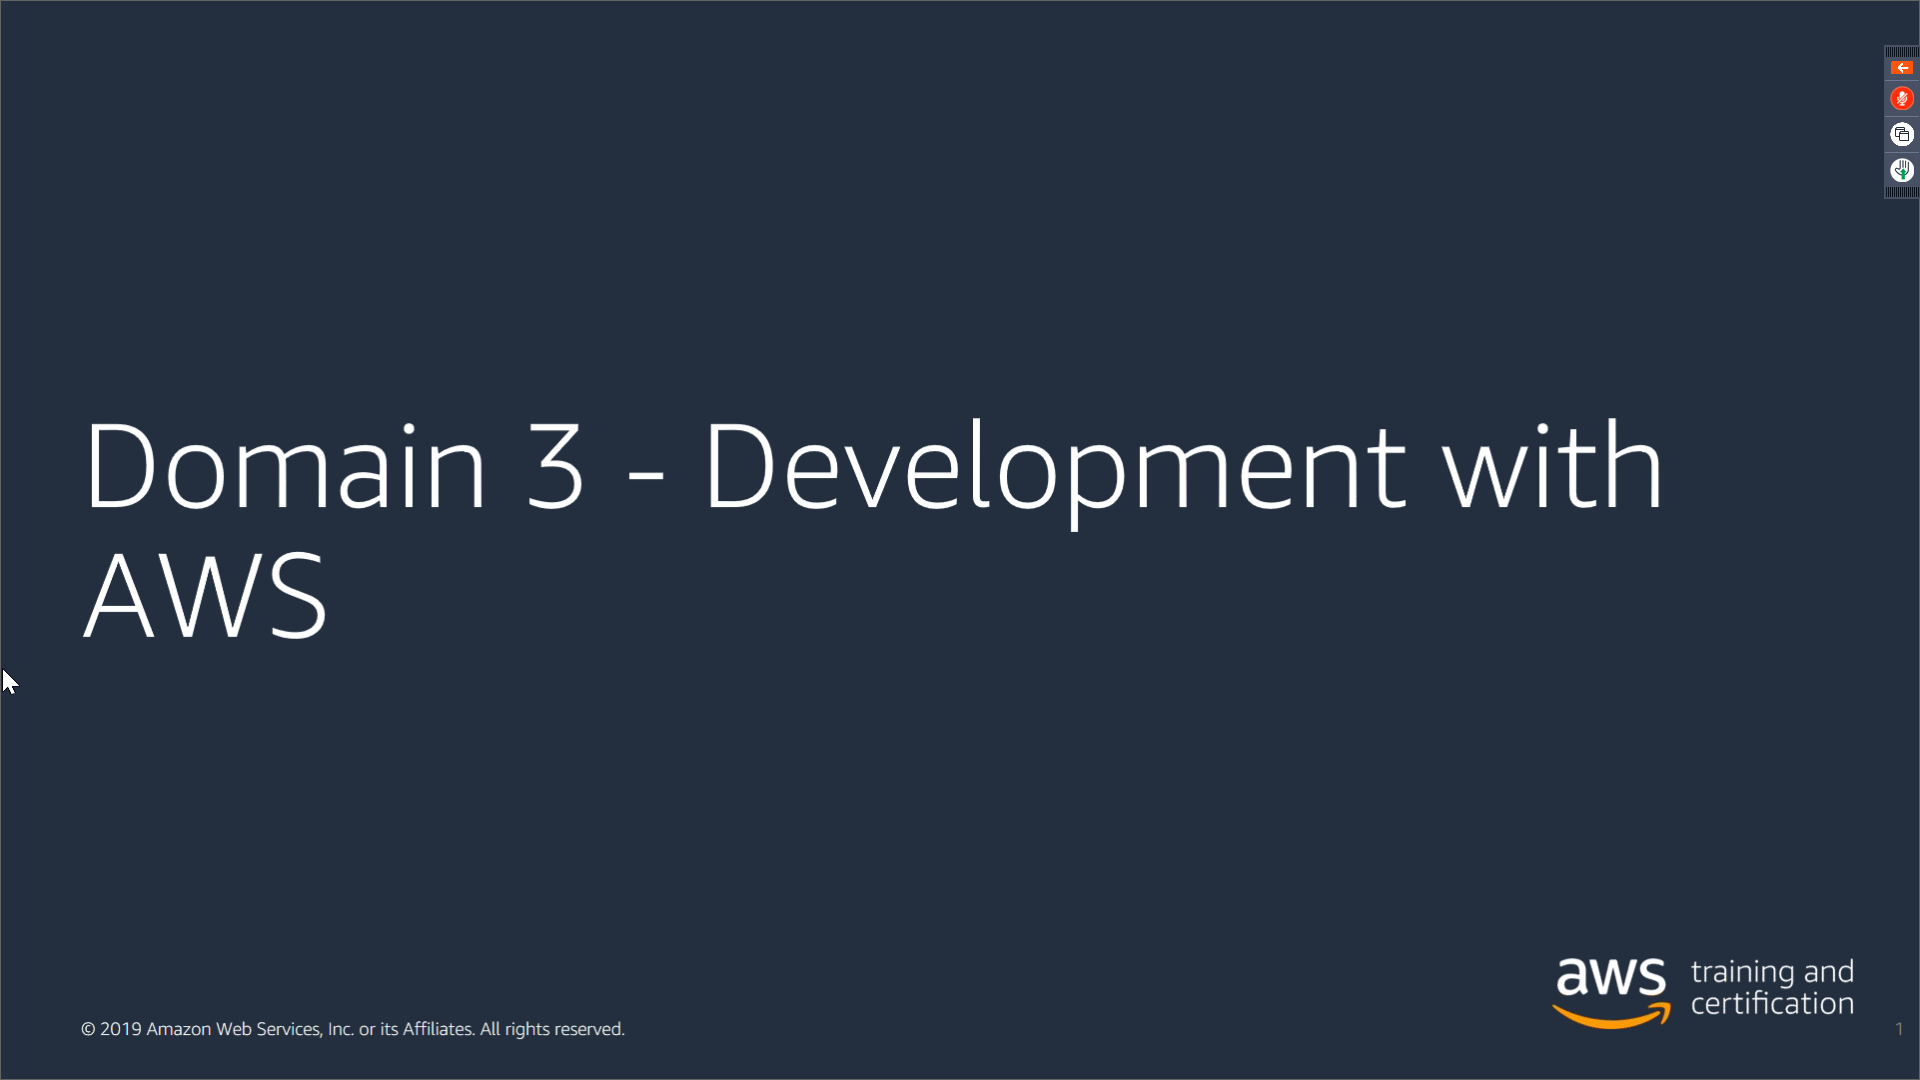 Domain 3 - Development with
AWS
aws training and
certification
© 2019 Amazon Web Services, Inc. or its Affiliates. All rights reserved.
1